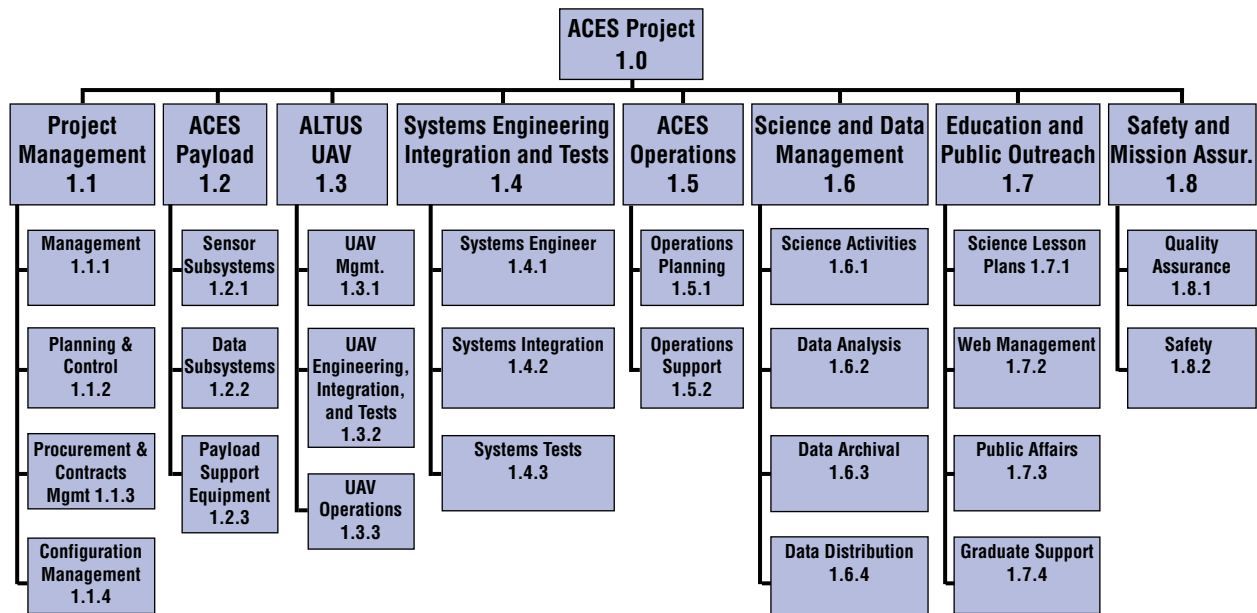 ACES Project
1.0
Project
Management
1.1
ACES
Payload
1.2
ALTUS
UAV
1.3
Systems Engineering
Integration and Tests
1.4
ACES
Operations
1.5
Science and Data
Management
1.6
Education and
Public Outreach
1.7
Safety and
Mission Assur.
1.8
Management
1.1.1
Planning &
Control
1.1.2
Procurement &
Contracts
Mgmt 1.1.3
Configuration
Management
1.1.4
Sensor
Subsystems
1.2.1
Data
Subsystems
1.2.2
Payload
Support
Equipment
1.2.3
UAV
Mgmt.
1.3.1
UAV
Engineering,
Integration,
and Tests
1.3.2
UAV
Operations
1.3.3
Systems Engineer
1.4.1
Systems Integration
1.4.2
Systems Tests
1.4.3
Operations
Planning
1.5.1
Operations
Support
1.5.2
Science Activities
1.6.1
Data Analysis
1.6.2
Data Archival
1.6.3
Data Distribution
1.6.4
Science Lesson
Plans 1.7.1
Web Management
1.7.2
Public Affairs
1.7.3
Graduate Support
1.7.4
Quality
Assurance
1.8.1
Safety
1.8.2